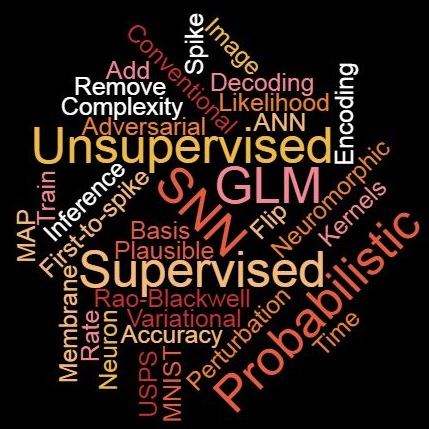 Spike
Image
Conventional
Add
Remove
Decoding
Complexity
Likelihood
Encoding
Adversarial
ANN
Unsupervised
Inference
Train
SNN
GLM
Neuromorphic
First-to-spike
MAP
Flip
Kernels
Basis
Plausible
Supervised
Probabilistic
Membrane
Rao-Blackwell
Variational
Perturbation
Rate
Neuron
Accuracy
Time
USPS
MNIST